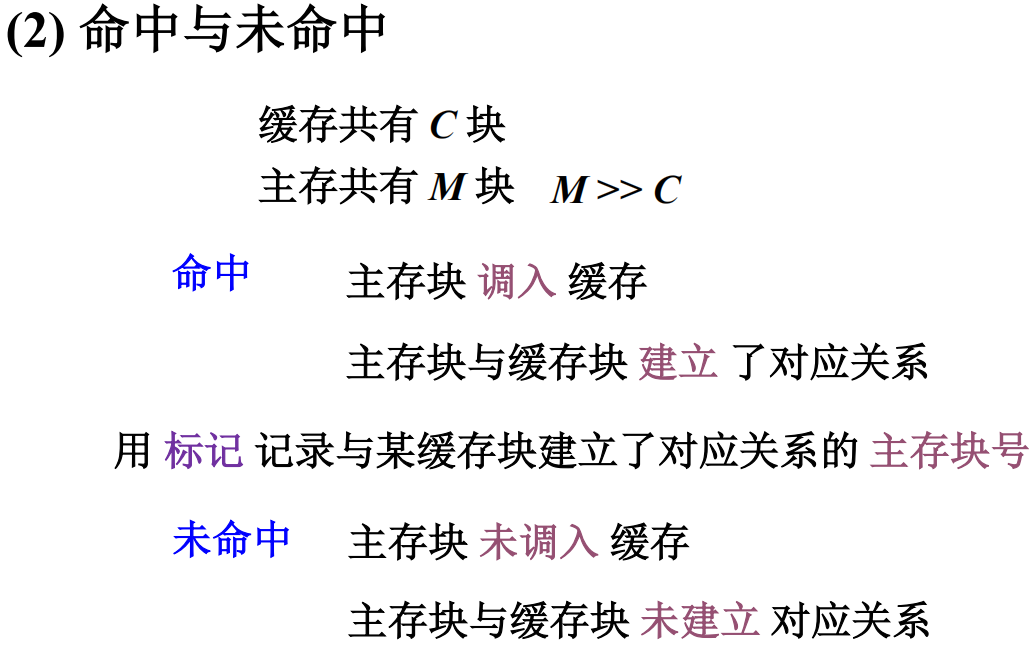 (2) 命中与未命中
缓存共有 C 块
主存共有 M 块 M >> C
命中 主存块 调入 缓存
主存块与缓存块 建立 了对应关系
用 标记 记录与某缓存块建立了对应关系的 主存块号
未命中 主存块 未调入 缓存
主存块与缓存块 未建立 对应关系